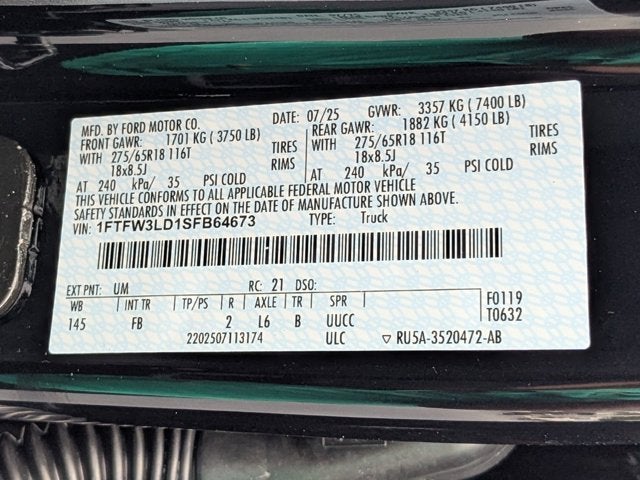 MFD. BY FORD MOTOR CO. DATE: 07/25 GVWR: 3357 KG ( 7400 LB)
FRONT GAWR: 1701 KG ( 3750 LB) REAR GAWR: 1882 KG ( 4150 LB)
WITH 275/65R18 116T TIRES WITH 275/65R18 116T TIRES
18x8.5J RIMS 18x8.5J RIMS
AT 240 kPa/ 35 PSI COLD AT 240 kPa/ 35 PSI COLD
THIS VEHICLE CONFORMS TO ALL APPLICABLE FEDERAL MOTOR VEHICLE
SAFETY STANDARDS IN EFFECT ON THE DATE OF MANUFACTURE SHOWN ABOVE.
VIN: 1FTFW3LD1SFB64673 TYPE: Truck
EXT PNT: UM RC: 21 DSO:
WB INT TR TP/PS R AXLE TR SPR F0119
145 FB 2 L6 B UUCC T0632
2202507113174 ULC ▽ RU5A-3520472-AB